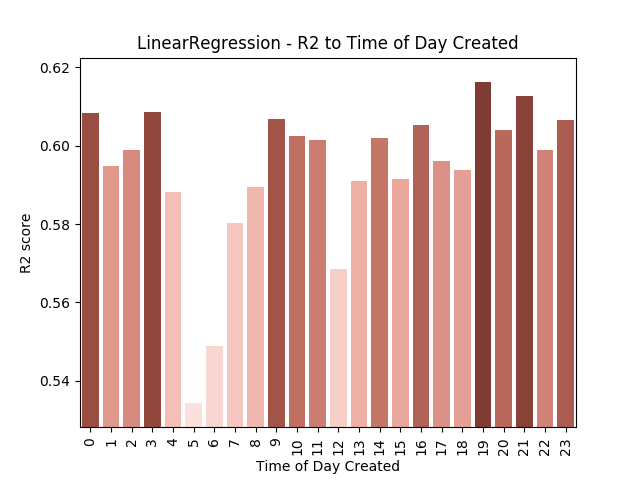 LinearRegression - R2 to Time of Day Created
0.62
0.60
0.58
0.56
0.54
R2 score
0 1 2 3 4 5 6 7 8 9 10 11 12 13 14 15 16 17 18 19 20 21 22 23
Time of Day Created